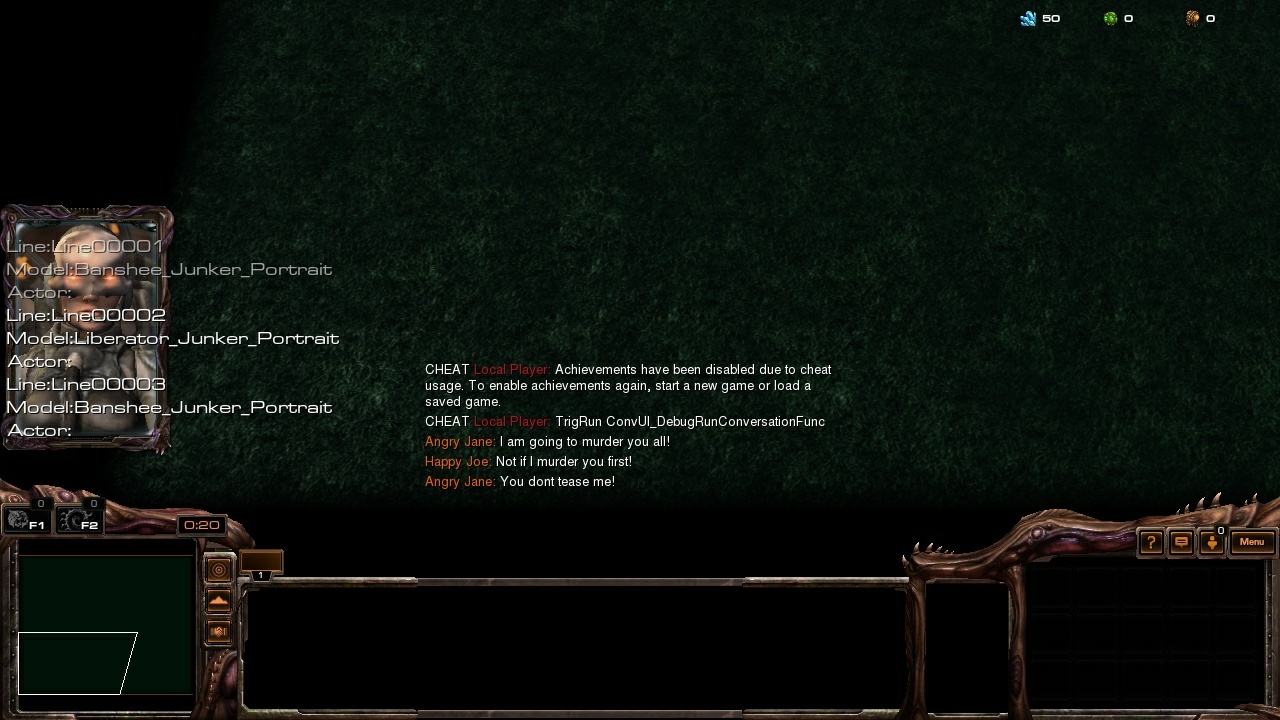 50 0 0
Line:Line00001
Model:Banshee_Junker_Portrait
Actor:
Line:Line00002
Model:Liberator_Junker_Portrait
Actor:
Line:Line00003
Model:Banshee_Junker_Portrait
Actor:
CHEAT Local Player: Achievements have been disabled due to cheat
usage. To enable achievements again, start a new game or load a
saved game.
CHEAT Local Player: TrigRun ConvUI_DebugRunConversationFunc
Angry Jane: I am going to murder you all!
Happy Joe: Not if I murder you first!
Angry Jane: You dont tease me!
0 0
F1 F2 0:20
0
? Menu
1